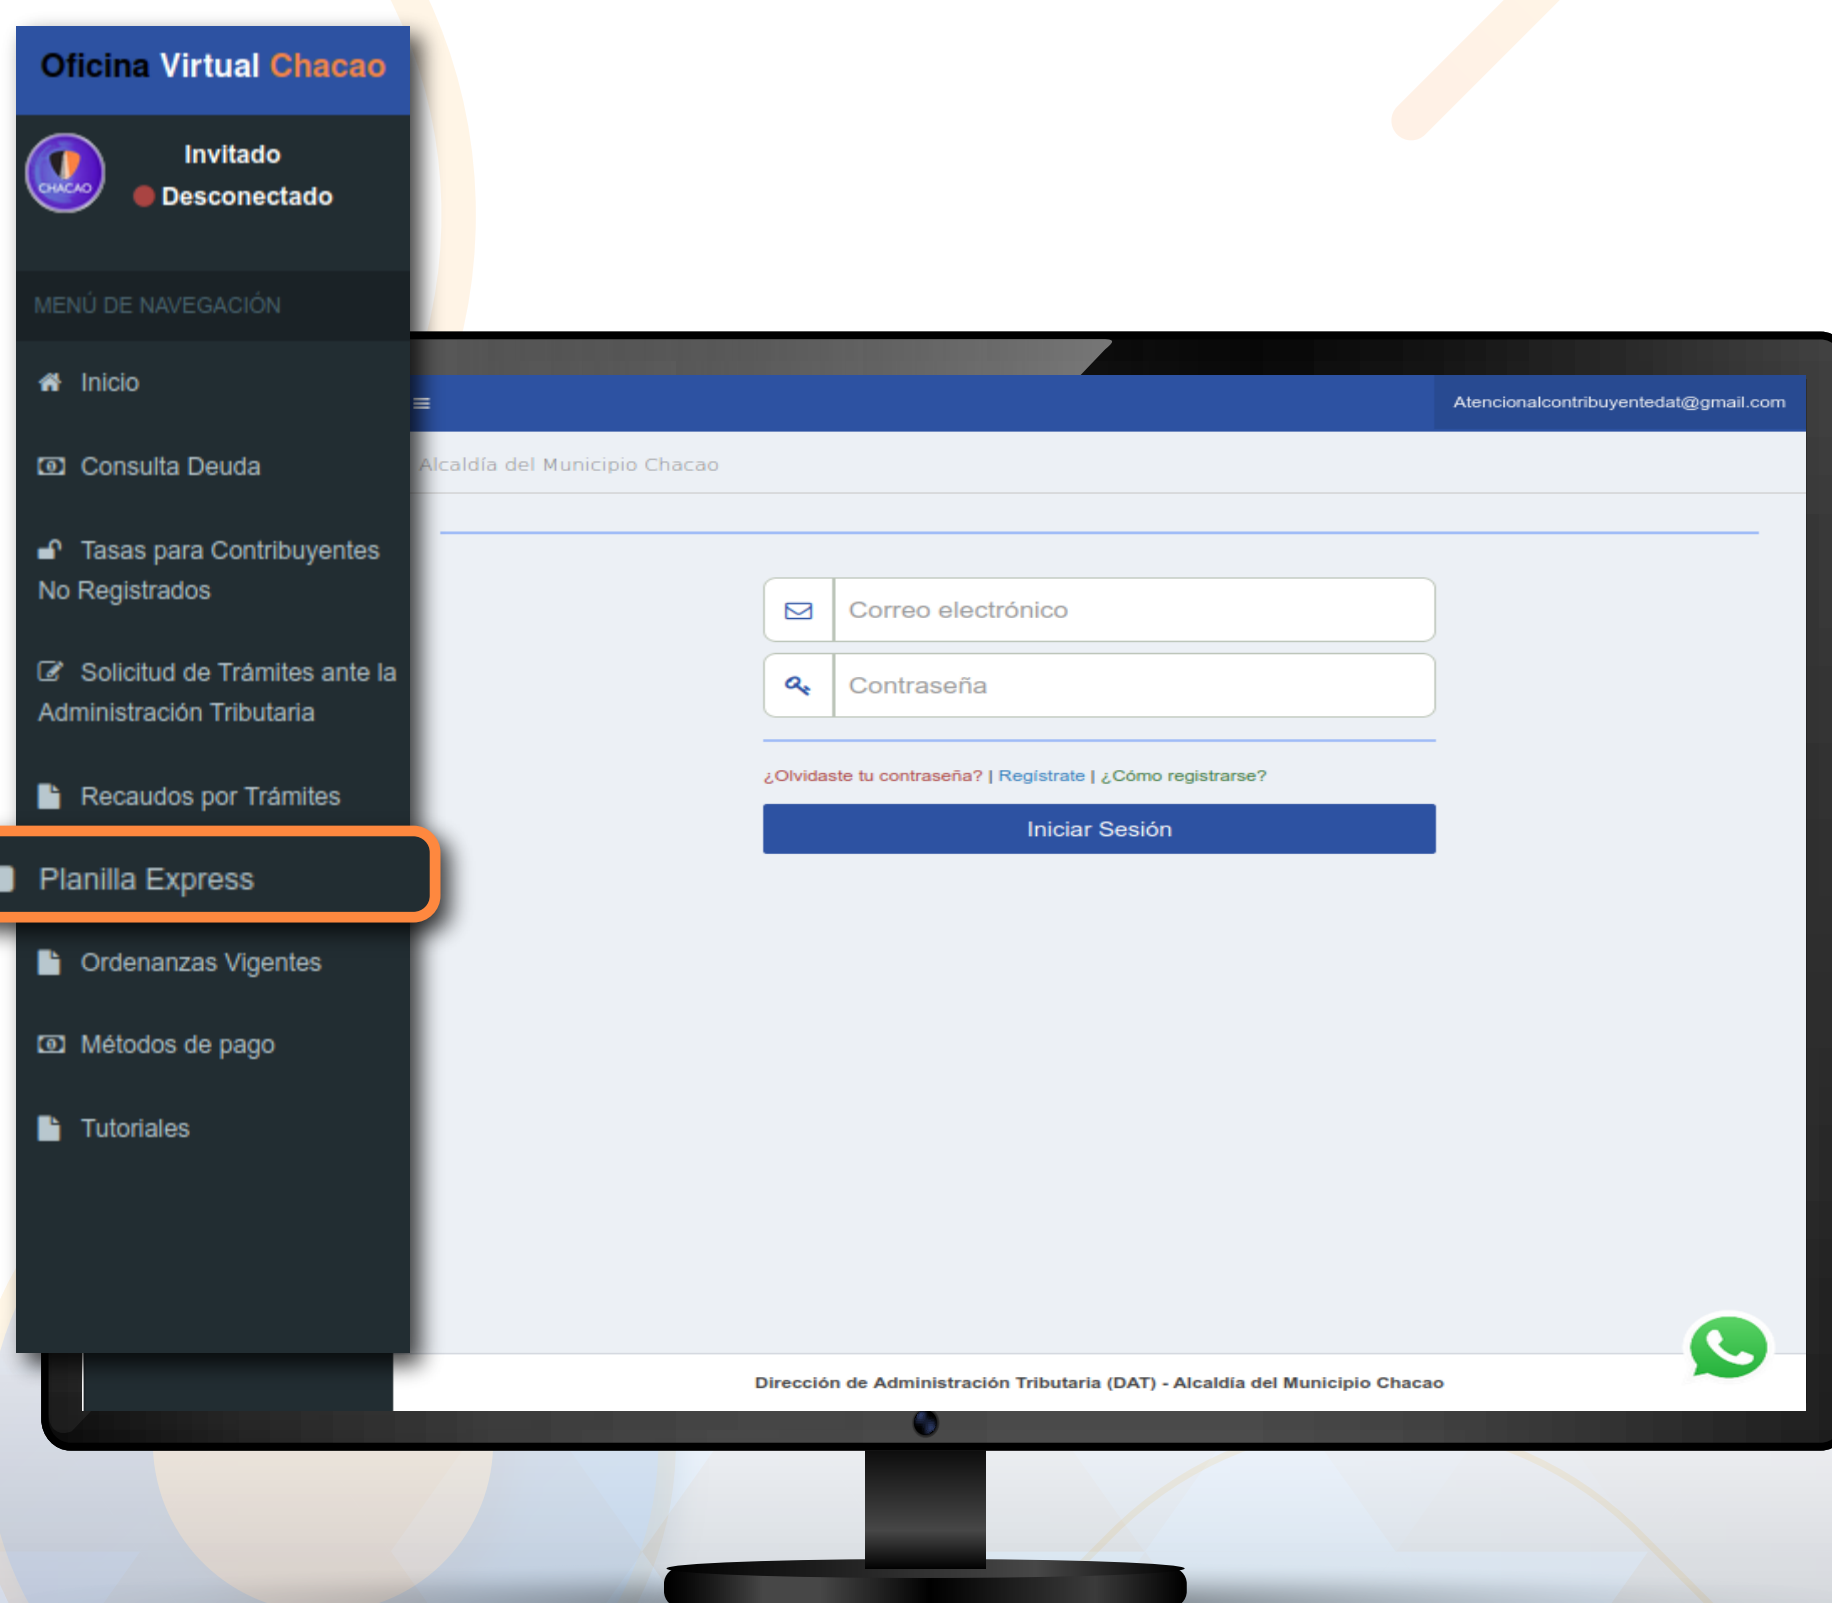 Oficina Virtual Chacao
CHACAO
Invitado
Desconectado
MENÚ DE NAVEGACIÓN
Inicio
Consulta Deuda
Tasas para Contribuyentes
No Registrados
Solicitud de Trámites ante la
Administración Tributaria
Recaudos por Trámites
Planilla Express
Ordenanzas Vigentes
Métodos de pago
Tutoriales
Atencionalcontribuyentedat@gmail.com
Alcaldía del Municipio Chacao
Correo electrónico
Contraseña
¿Olvidaste tu contraseña? | Regístrate | ¿Cómo registrarse?
Iniciar Sesión
Dirección de Administración Tributaria (DAT) - Alcaldía del Municipio Chacao